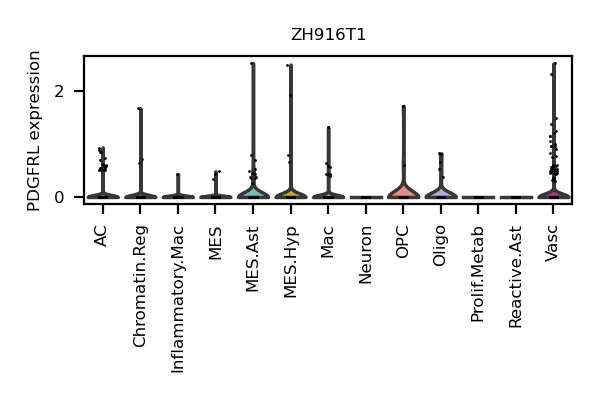 ZH916T1
PDGFRL expression
2
0
AC
Chromatin.Reg
Inflammatory.Mac
MES
MES.Ast
MES.Hyp
Mac
Neuron
OPC
Oligo
Prolif.Metab
Reactive.Ast
Vasc